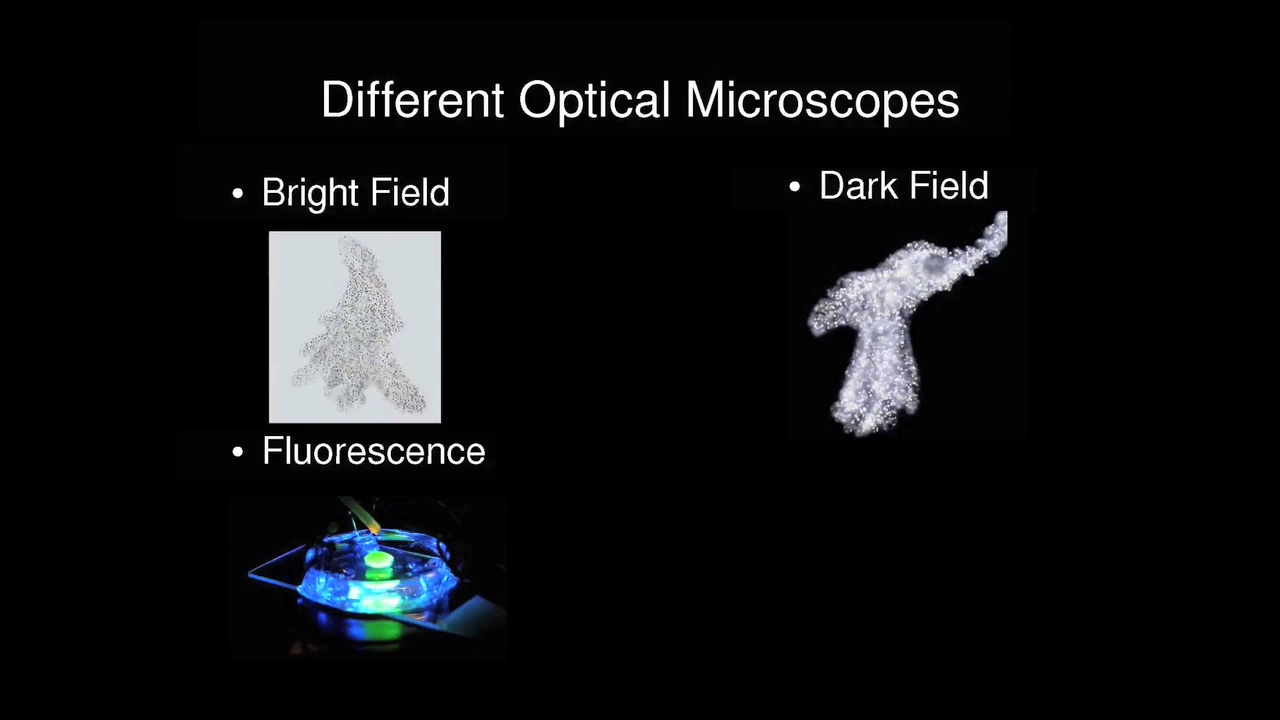 Different Optical Microscopes
• Bright Field
• Dark Field
• Fluorescence